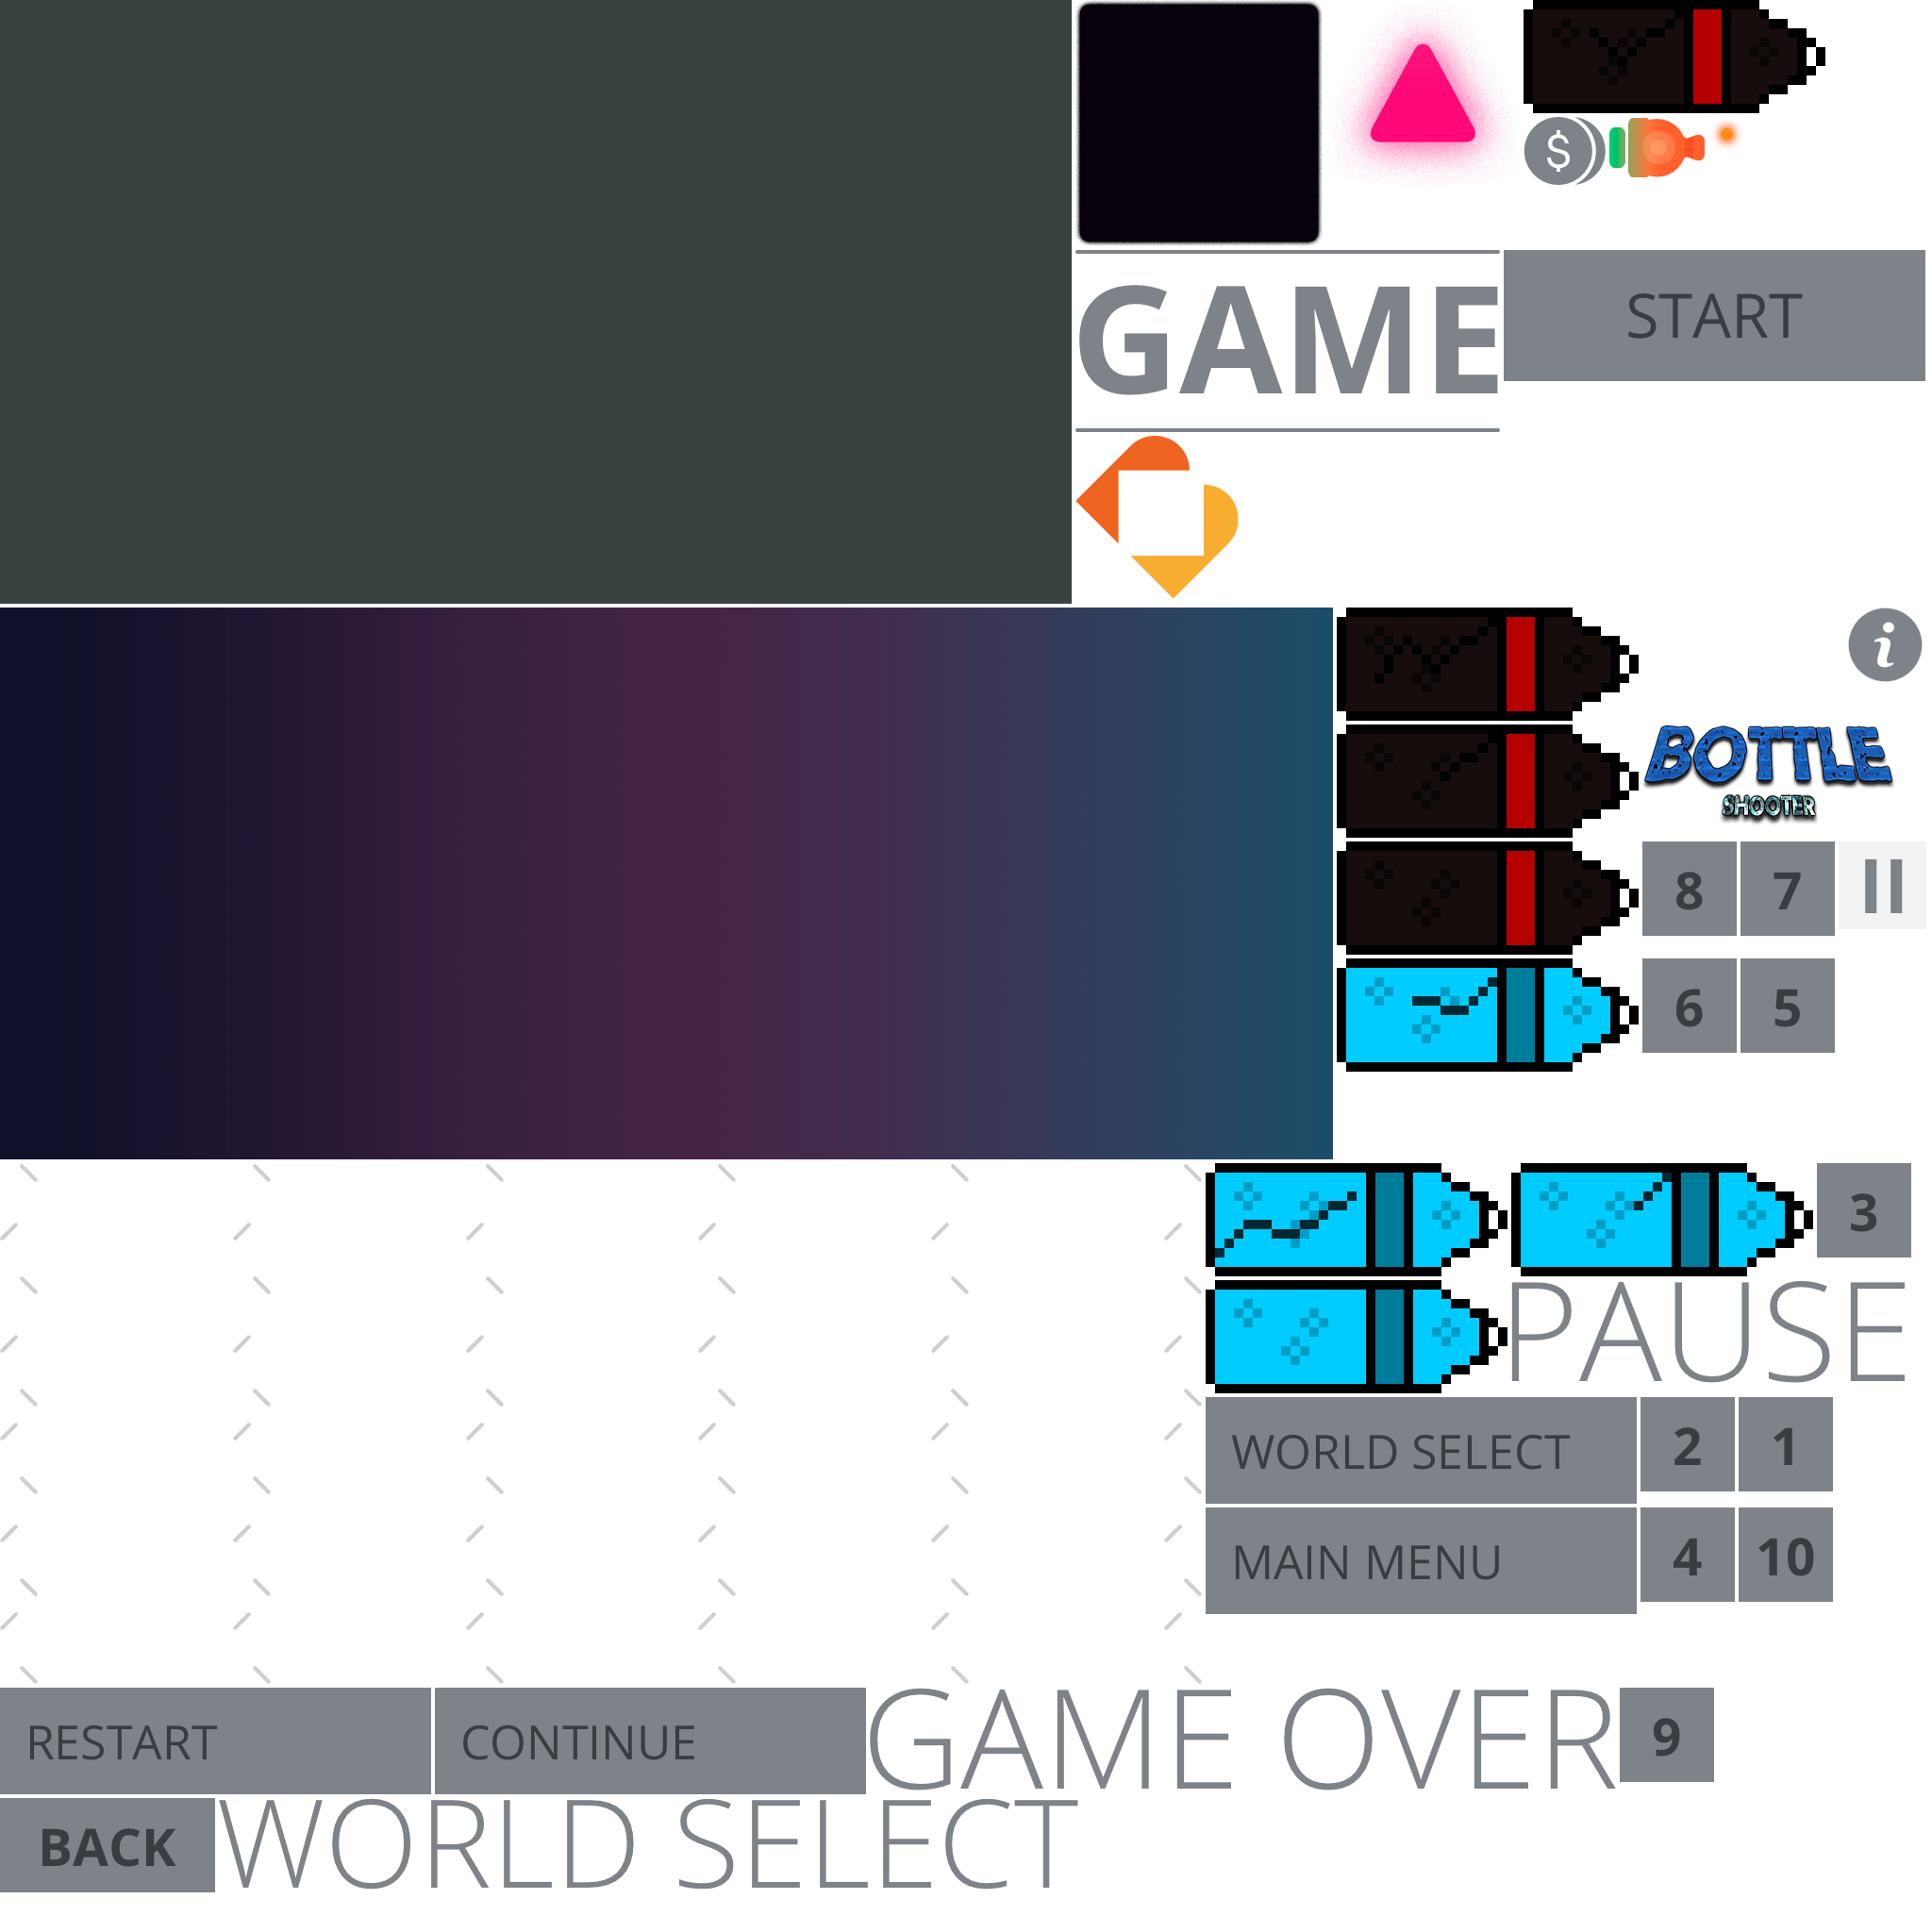 $
GAME
START
i
BOTTLE
SHOOTER
8
7
6
5
3
PAUSE
WORLD SELECT
2
1
MAIN MENU
4
10
RESTART
CONTINUE
GAME OVER
9
BACK
WORLD SELECT